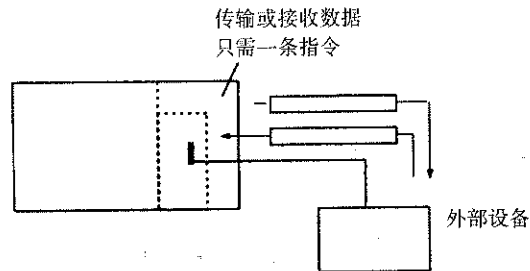 传输或接收数据
只需一条指令
外部设备